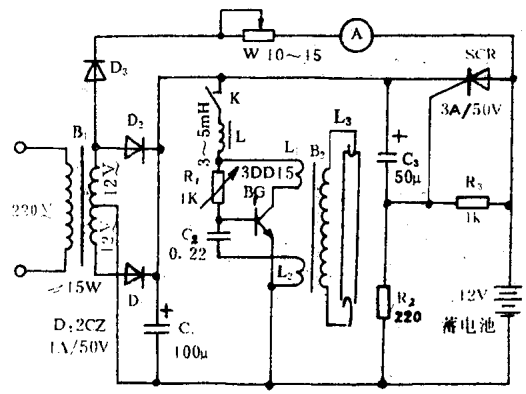 W 10～15
A
SCR
3A/50V
D₃
D₂
K
3～5mH
L
B₁
12V
12V
220V
≈15W
R₁
1K
3DD15
BG
L₁
B₂
L₃
C₂
0.22
L₂
C₃
50μ
R₃
1k
R₂
220
12V
蓄电池
D
D：2CZ
1A/50V
C
100μ